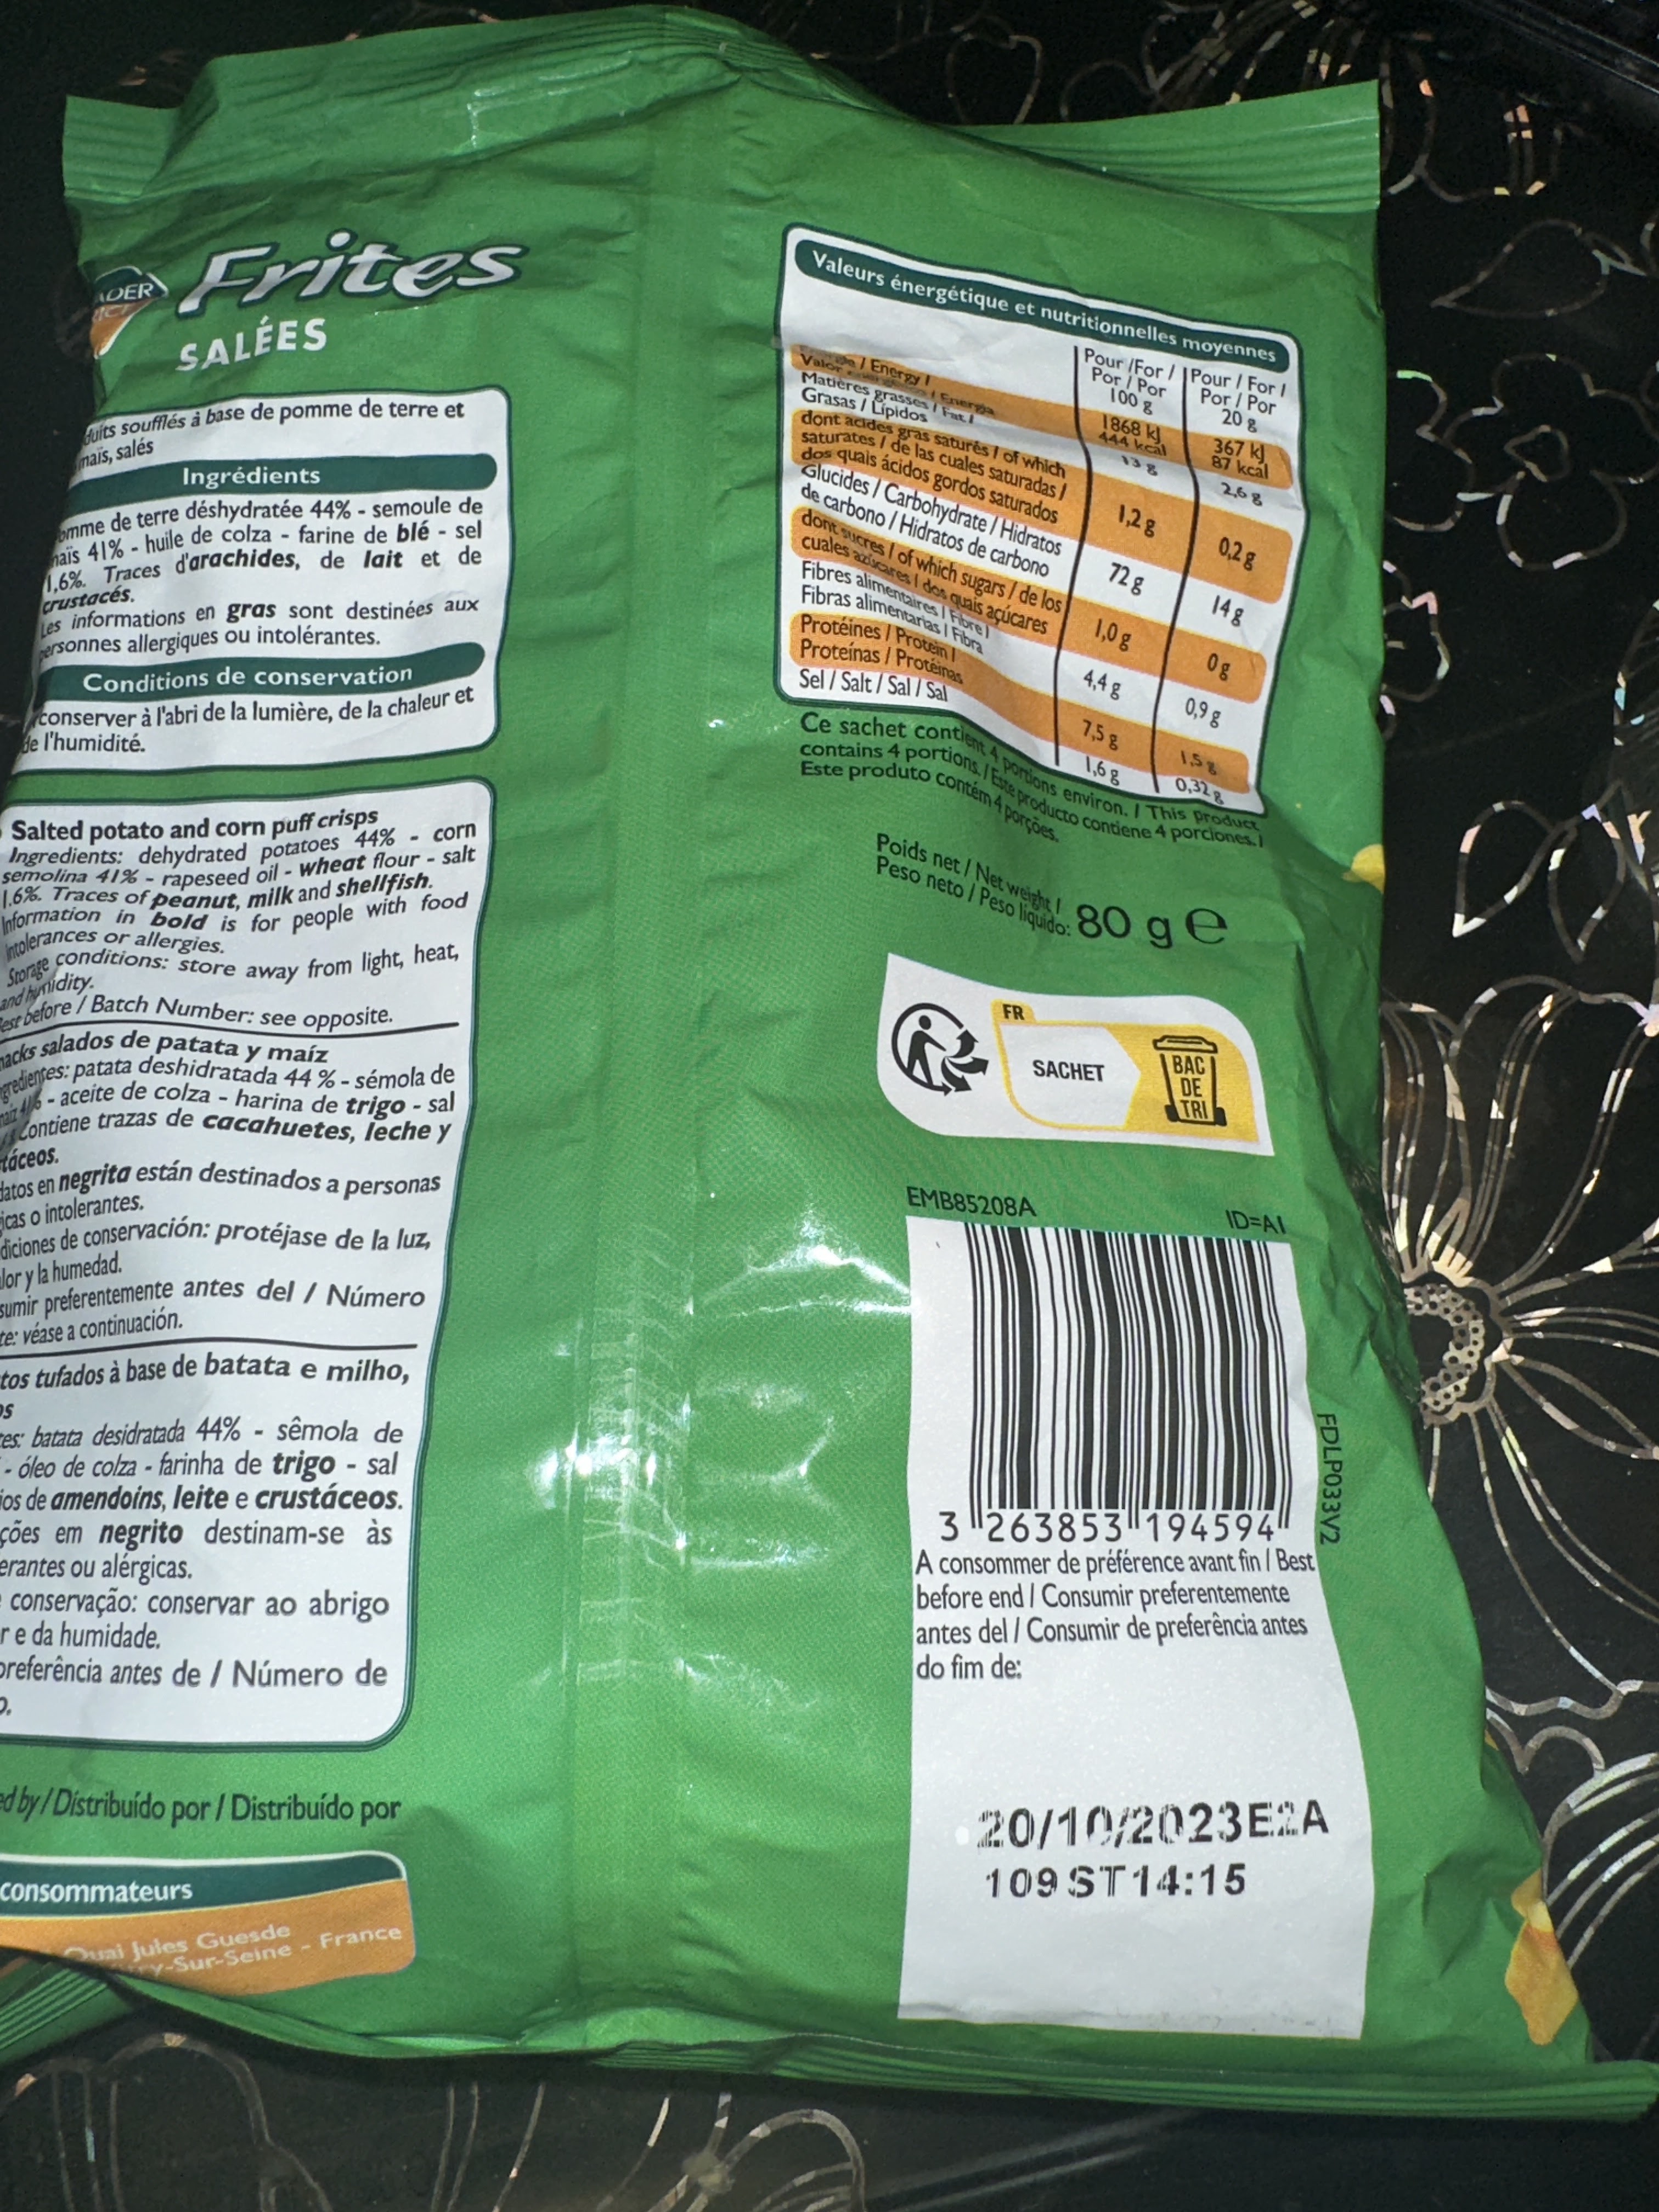 ADER
Frites
SALÉES
duits soufflés à base de pomme de terre et
maïs, salés
Ingrédients
omme de terre déshydratée 44% - semoule de
maïs 41% - huile de colza - farine de blé - sel
1,6%. Traces d'arachides, de lait et de
crustacés.
Les informations en gras sont destinées aux
personnes allergiques ou intolérantes.
Conditions de conservation
conserver à l'abri de la lumière, de la chaleur et
de l'humidité.
Salted potato and corn puff crisps
Ingredients: dehydrated potatoes 44% - corn
semolina 41% - rapeseed oil - wheat flour - salt
1.6%. Traces of peanut, milk and shellfish.
Information in bold is for people with food
intolerances or allergies.
Storage conditions: store away from light, heat,
and humidity.
Best before / Batch Number: see opposite.
nacks salados de patata y maíz
ngredientes: patata deshidratada 44 % - sémola de
maíz 41% - aceite de colza - harina de trigo - sal
Contiene trazas de cacahuetes, leche y
táceos.
datos en negrita están destinados a personas
icas o intolerantes.
diciones de conservación: protéjase de la luz,
alor y la humedad.
sumir preferentemente antes del / Número
te: véase a continuación.
tos tufados à base de batata e milho,
os
tes: batata desidratada 44% - sêmola de
- óleo de colza - farinha de trigo - sal
ios de amendoins, leite e crustáceos.
ções em negrito destinam-se às
erantes ou alérgicas.
conservação: conservar ao abrigo
r e da humidade.
preferência antes de / Número de
o.
ed by / Distribuído por / Distribuído por
consommateurs
Quai Jules Guesde
ry-Sur-Seine - France
Valeurs énergétique et nutritionnelles moyennes
Pour /For / Por / Por 100 g
Pour / For / Por / Por 20 g
/ Energy /
Valor energético / Energia
1868 kJ 367 kJ
444 kcal 87 kcal
Matières grasses / Fat /
Grasas / Lípidos
13 g 2,6 g
dont acides gras saturés / of which
saturates / de las cuales saturadas /
dos quais ácidos gordos saturados
1,2 g 0,2 g
Glucides / Carbohydrate / Hidratos
de carbono / Hidratos de carbono
72 g 14 g
dont sucres / of which sugars / de los
cuales azúcares / dos quais açúcares
1,0 g 0 g
Fibres alimentaires / Fibre /
Fibras alimentarias / Fibra
4,4 g 0,9 g
Protéines / Protein /
Proteínas / Protéinas
7,5 g 1,5 g
Sel / Salt / Sal / Sal
1,6 g 0,32 g
Ce sachet contient 4 portions environ. / This product
contains 4 portions. / Este producto contiene 4 porciones. /
Este produto contém 4 porções.
Poids net / Net weight /
Peso neto / Peso líquido: 80 g e
FR
SACHET
BAC
DE
TRI
EMB85208A
ID=A1
3 263853 194594
FDLP033V2
A consommer de préférence avant fin / Best
before end / Consumir preferentemente
antes del / Consumir de preferência antes
do fim de:
20/10/2023E2A
109 ST14:15